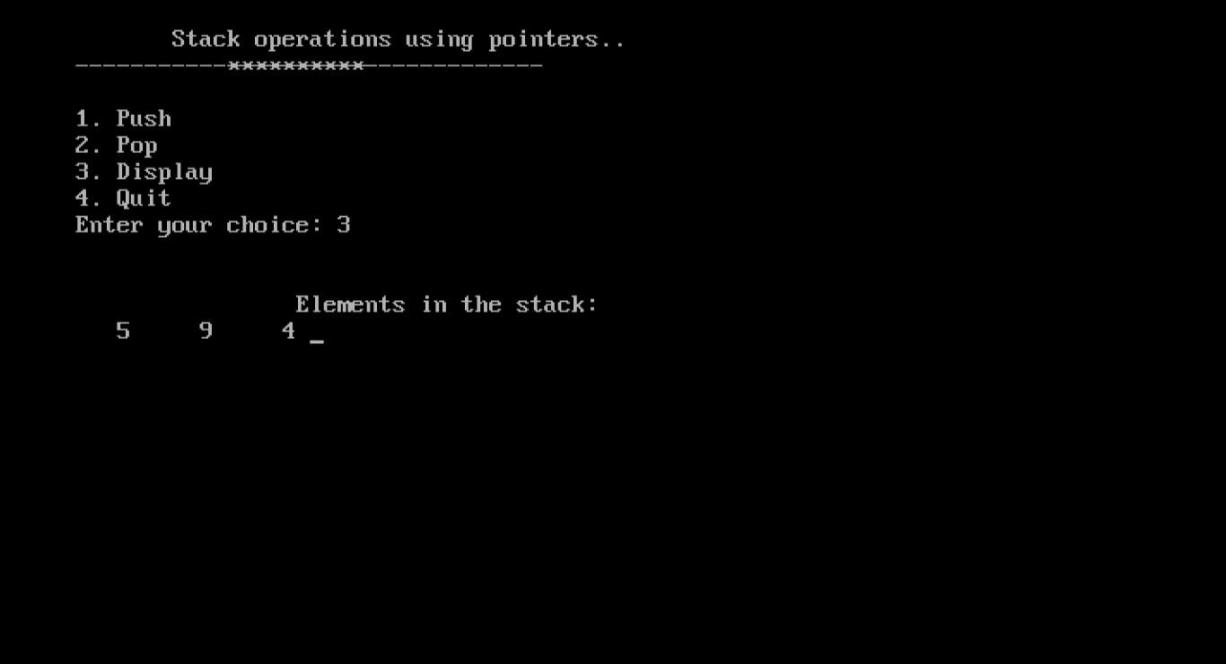 Stack operations using pointers..
-----------**********-------------
1. Push
2. Pop
3. Display
4. Quit
Enter your choice: 3
Elements in the stack:
5 9 4 _